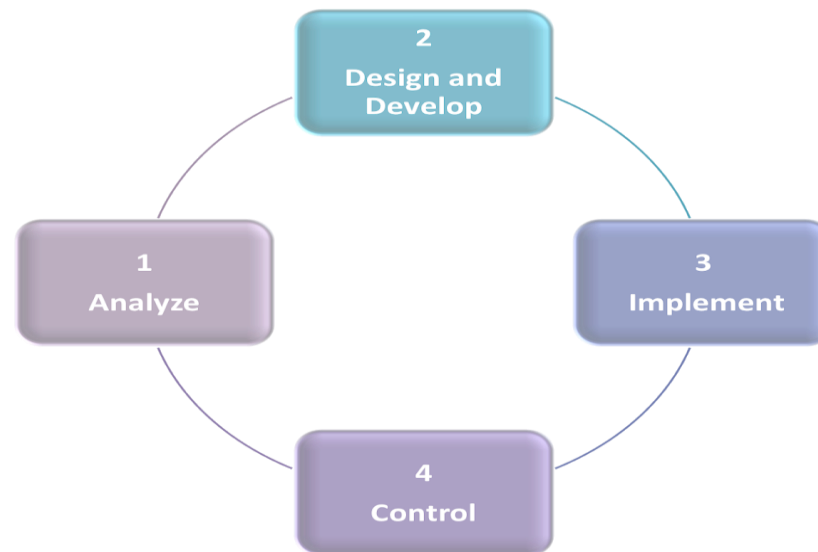 2
Design and
Develop
1
Analyze
3
Implement
4
Control